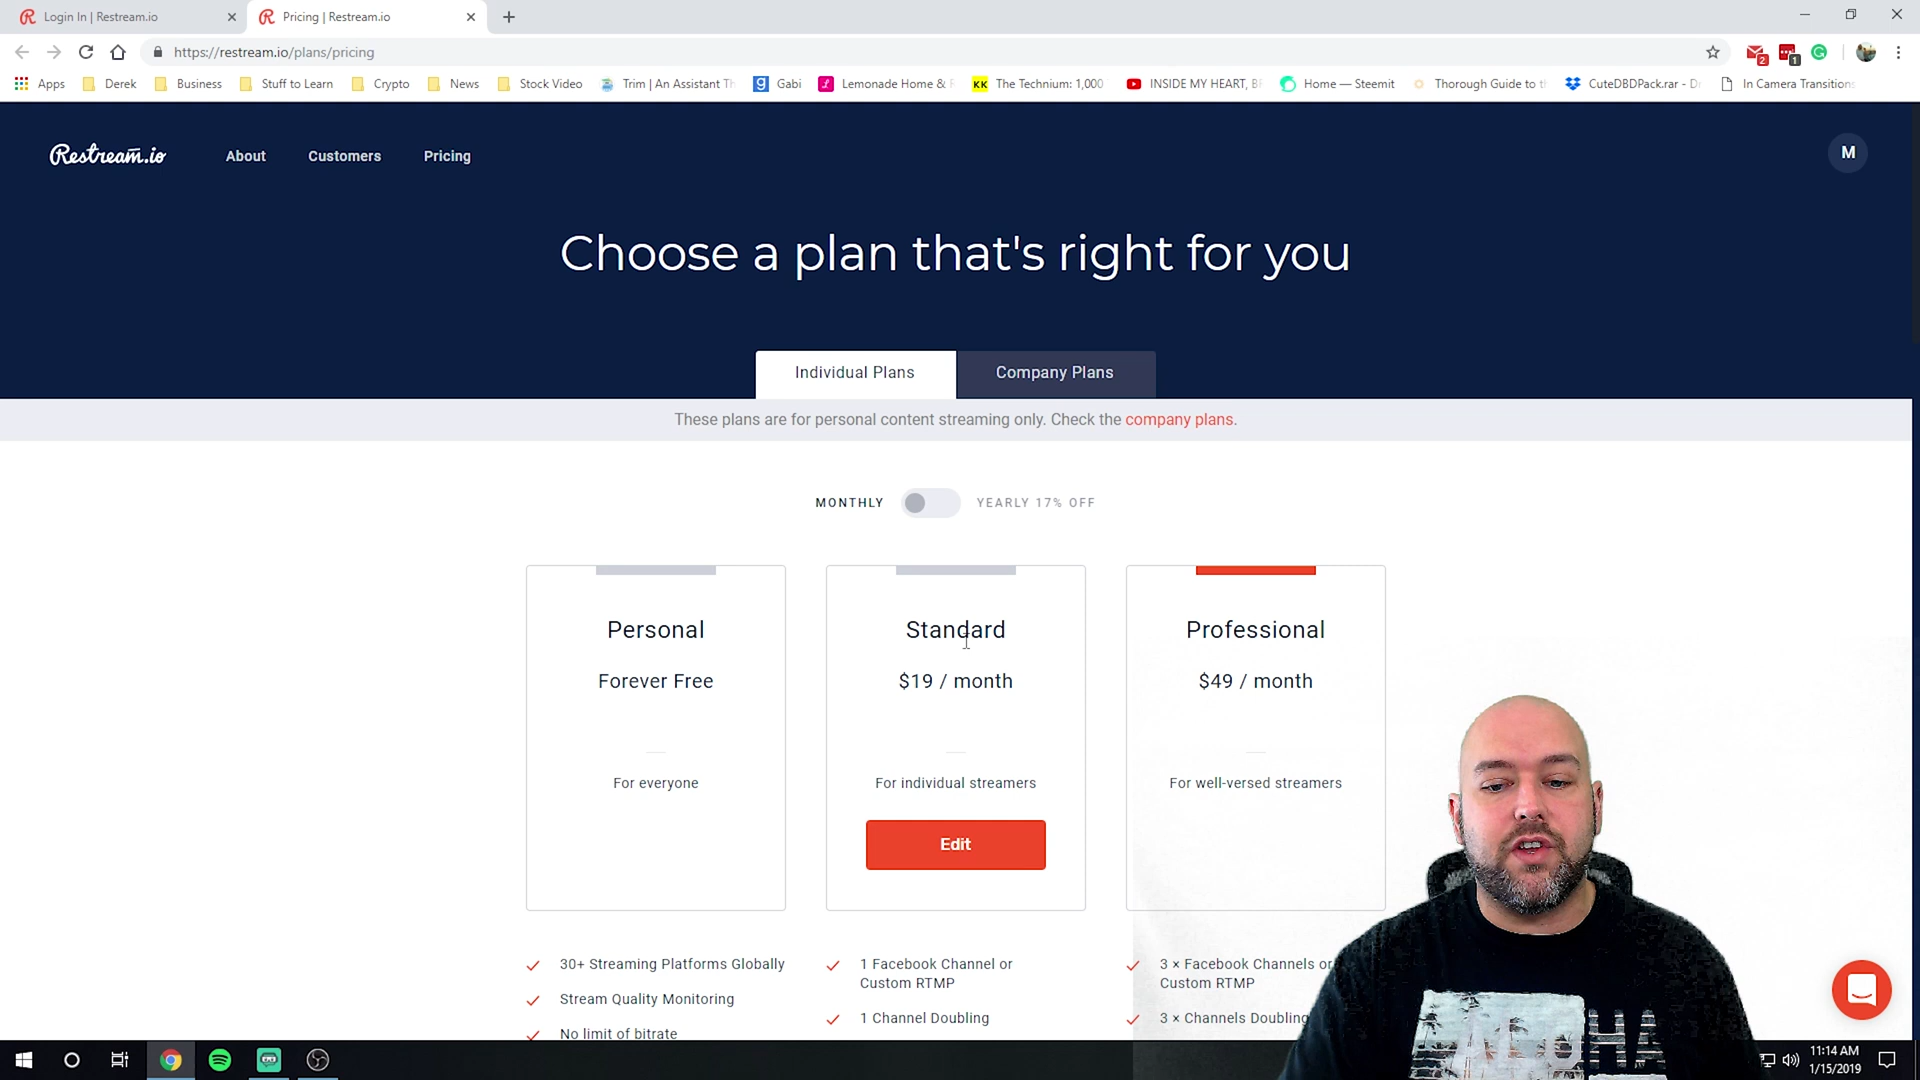 Login In | Restream.io
Pricing | Restream.io
https://restream.io/plans/pricing
2
1
Apps
Derek
Business
Stuff to Learn
Crypto
News
Stock Video
Trim | An Assistant Th
Gabi
Lemonade Home & R
KK The Technium: 1,000
INSIDE MY HEART, B
Home — Steemit
Thorough Guide to t
CuteDBDPack.rar - D
In Camera Transitions
Restream.io
About
Customers
Pricing
M
Choose a plan that's right for you
Individual Plans
Company Plans
These plans are for personal content streaming only. Check the company plans.
MONTHLY
YEARLY 17% OFF
Personal
Forever Free
For everyone
Standard
$19 / month
For individual streamers
Edit
Professional
$49 / month
For well-versed streamers
30+ Streaming Platforms Globally
Stream Quality Monitoring
No limit of bitrate
1 Facebook Channel or
Custom RTMP
1 Channel Doubling
3 × Facebook Channels or
Custom RTMP
3 × Channels Doubling
ALOHA
11:14 AM
1/15/2019